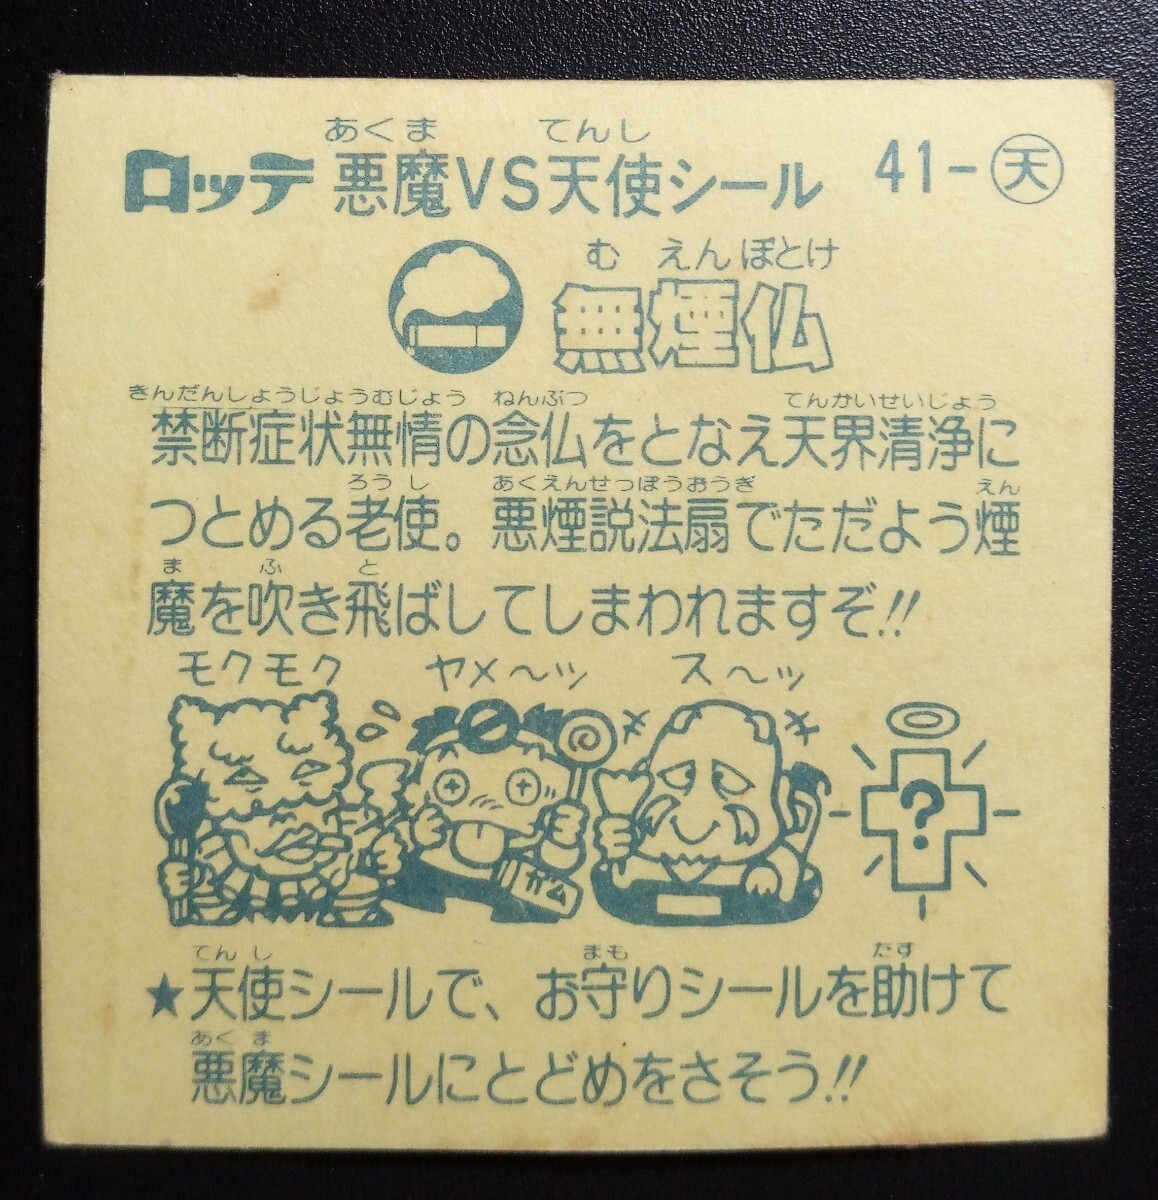 あくま てんし
ロッテ 悪魔VS天使シール 41-天
む えんぼとけ
無煙仏
きんだんしょうじょうむじょう ねんぶつ てんかいせいじょう
禁断症状無情の念仏をとなえ天界清浄に
ろうし あくえんせっぽうおうぎ えん
つとめる老使。悪煙説法扇でただよう煙
ま ふ と
魔を吹き飛ばしてしまわれますぞ!!
モクモク ヤメ〜ッ ス〜ッ
?
ガム
てんし まも たす
★天使シールで、お守りシールを助けて
あくま
悪魔シールにとどめをさそう!!